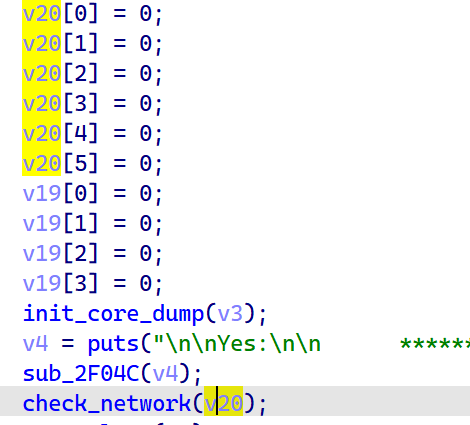 v20[0] = 0;
v20[1] = 0;
v20[2] = 0;
v20[3] = 0;
v20[4] = 0;
v20[5] = 0;
v19[0] = 0;
v19[1] = 0;
v19[2] = 0;
v19[3] = 0;
init_core_dump(v3);
v4 = puts("\n\nYes:\n\n      ******
sub_2F04C(v4);
check_network(v20);